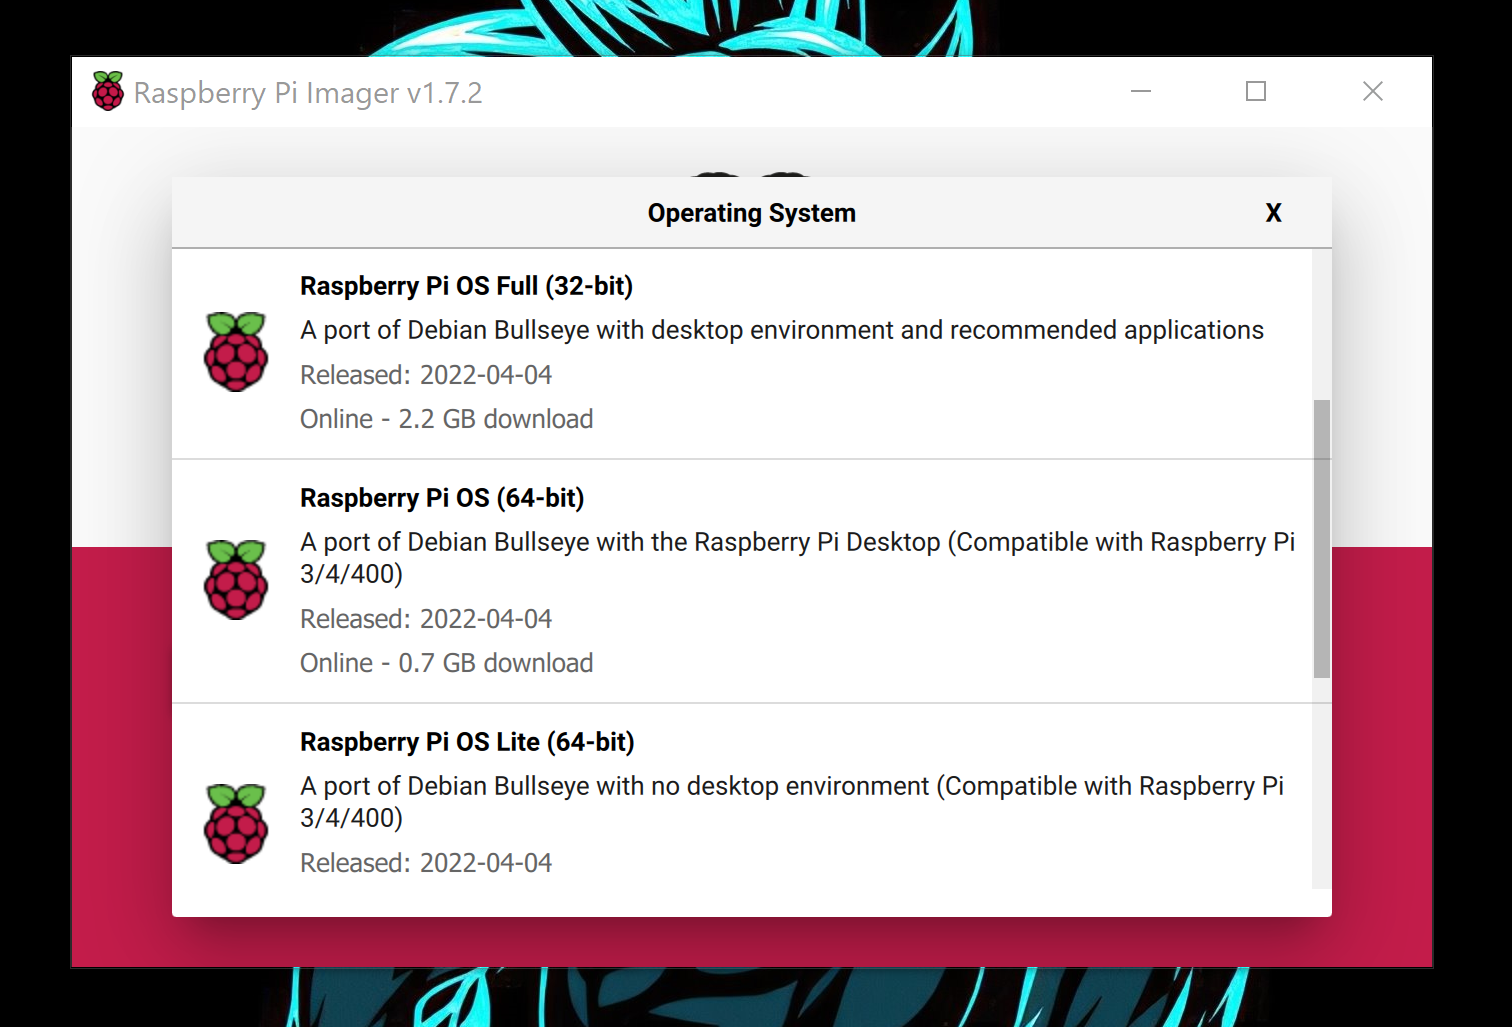 Raspberry Pi Imager v1.7.2
Operating System
X
Raspberry Pi OS Full (32-bit)
A port of Debian Bullseye with desktop environment and recommended applications
Released: 2022-04-04
Online - 2.2 GB download
Raspberry Pi OS (64-bit)
A port of Debian Bullseye with the Raspberry Pi Desktop (Compatible with Raspberry Pi
3/4/400)
Released: 2022-04-04
Online - 0.7 GB download
Raspberry Pi OS Lite (64-bit)
A port of Debian Bullseye with no desktop environment (Compatible with Raspberry Pi
3/4/400)
Released: 2022-04-04